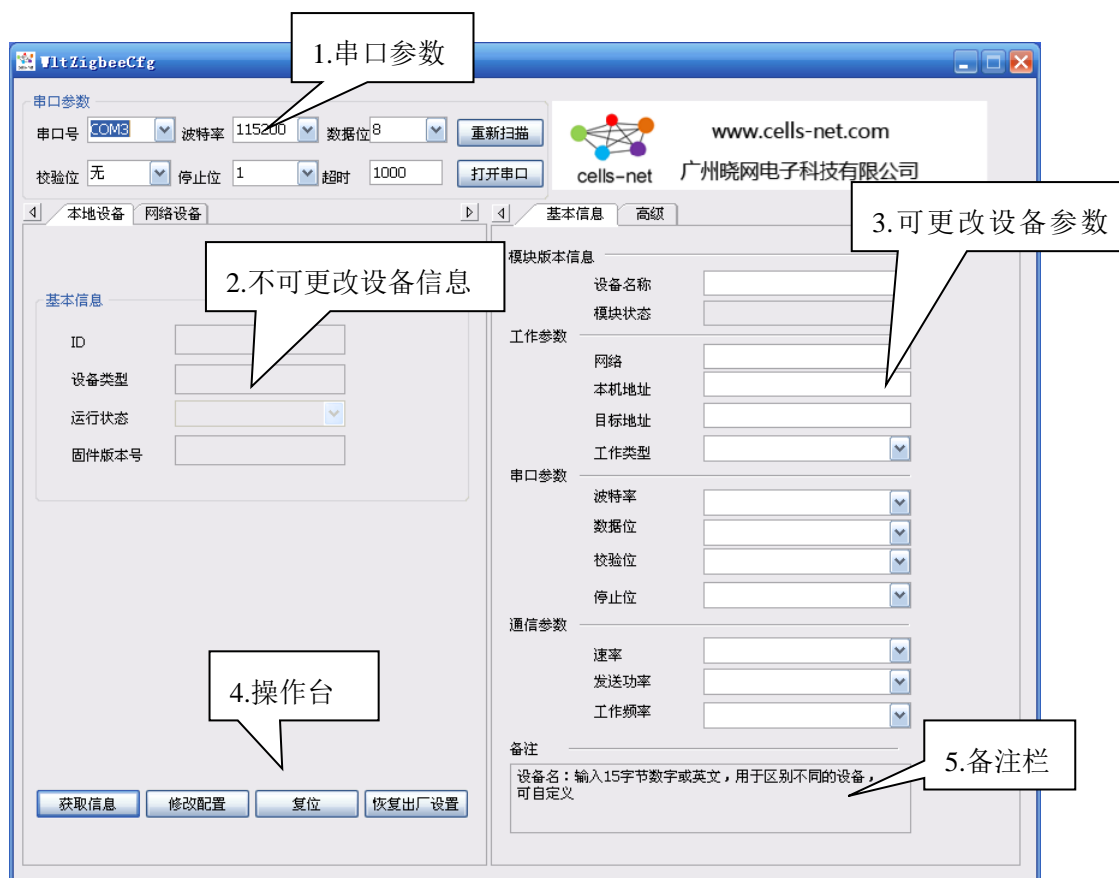 1.串口参数
WltZigbeeCfg
串口参数
串口号 COM3 波特率 115200 数据位 8 重新扫描
校验位 无 停止位 1 超时 1000 打开串口
cells-net
www.cells-net.com
广州晓网电子科技有限公司
本地设备 网络设备
基本信息 高级
3.可更改设备参数
2.不可更改设备信息
基本信息
ID
设备类型
运行状态
固件版本号
模块版本信息
设备名称
模块状态
工作参数
网络
本机地址
目标地址
工作类型
串口参数
波特率
数据位
校验位
停止位
通信参数
速率
发送功率
工作频率
4.操作台
获取信息 修改配置 复位 恢复出厂设置
备注
设备名：输入15字节数字或英文，用于区别不同的设备，
可自定义
5.备注栏